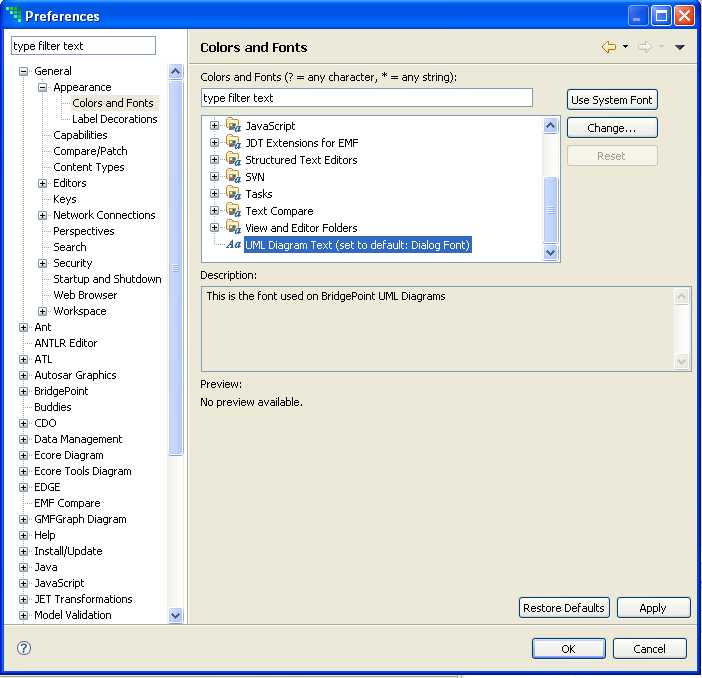 Preferences
type filter text
General
Appearance
Colors and Fonts
Label Decorations
Capabilities
Compare/Patch
Content Types
Editors
Keys
Network Connections
Perspectives
Search
Security
Startup and Shutdown
Web Browser
Workspace
Ant
ANTLR Editor
ATL
Autosar Graphics
BridgePoint
Buddies
CDO
Data Management
Ecore Diagram
Ecore Tools Diagram
EDGE
EMF Compare
GMFGraph Diagram
Help
Install/Update
Java
JavaScript
JET Transformations
Model Validation
Colors and Fonts
Colors and Fonts (? = any character, * = any string):
type filter text
Use System Font
Change...
Reset
JavaScript
JDT Extensions for EMF
Structured Text Editors
SVN
Tasks
Text Compare
View and Editor Folders
Aa UML Diagram Text (set to default: Dialog Font)
Description:
This is the font used on BridgePoint UML Diagrams
Preview:
No preview available.
Restore Defaults
Apply
?
OK
Cancel